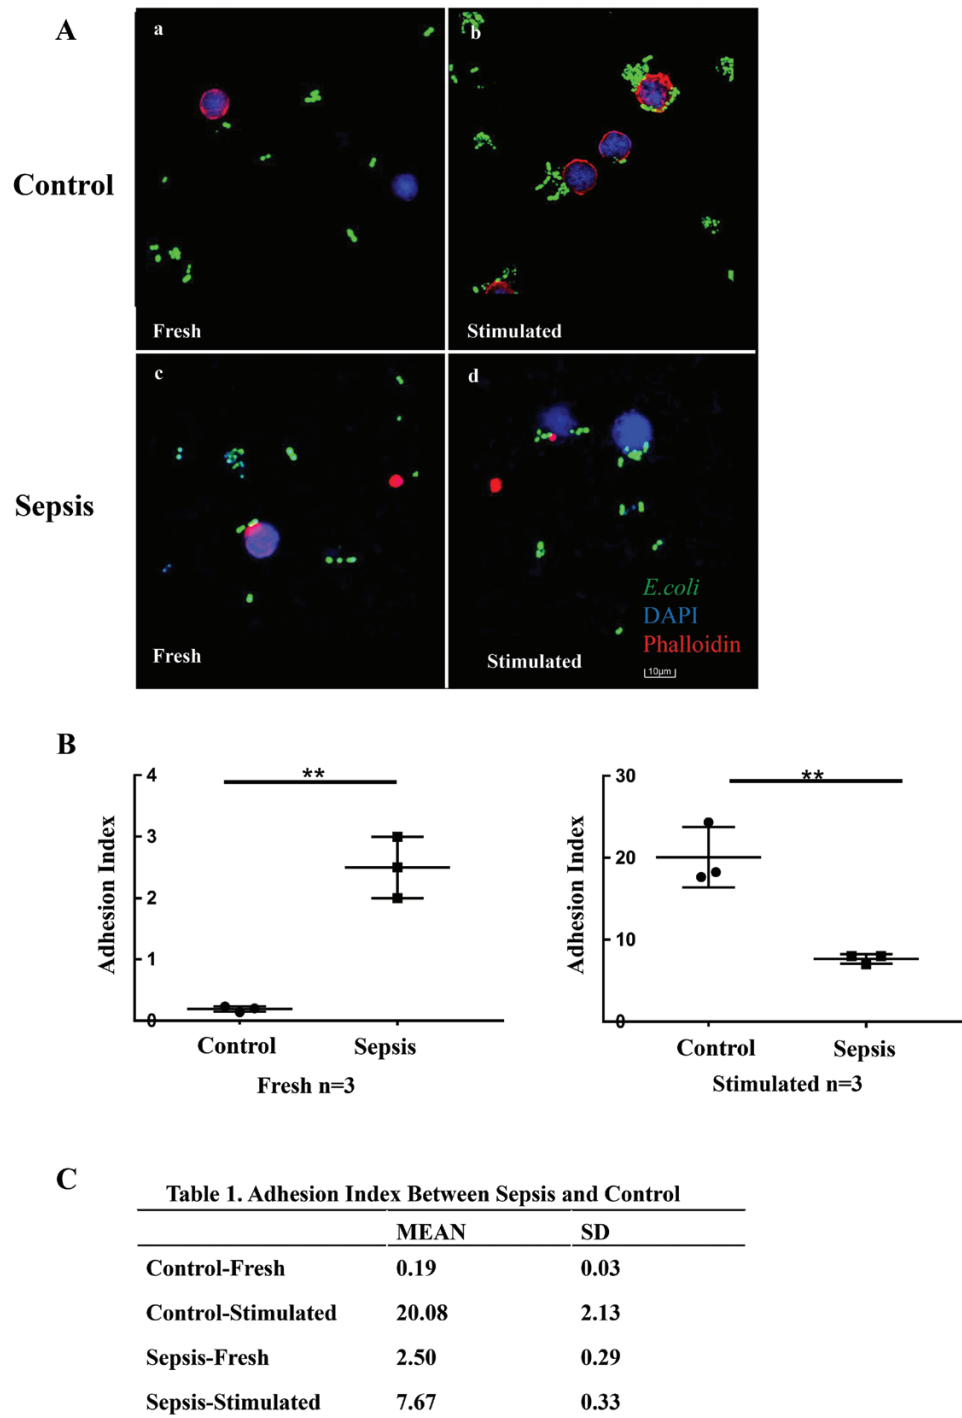 A
a
b
Control
Fresh
Stimulated
c
d
Sepsis
E.coli
DAPI
Phalloidin
10μm
Fresh
Stimulated
B
**
4
3
2
1
0
Adhesion Index
Control
Sepsis
Fresh n=3
**
30
20
10
0
Adhesion Index
Control
Sepsis
Stimulated n=3
C
Table 1. Adhesion Index Between Sepsis and Control
MEAN SD
Control-Fresh 0.19 0.03
Control-Stimulated 20.08 2.13
Sepsis-Fresh 2.50 0.29
Sepsis-Stimulated 7.67 0.33